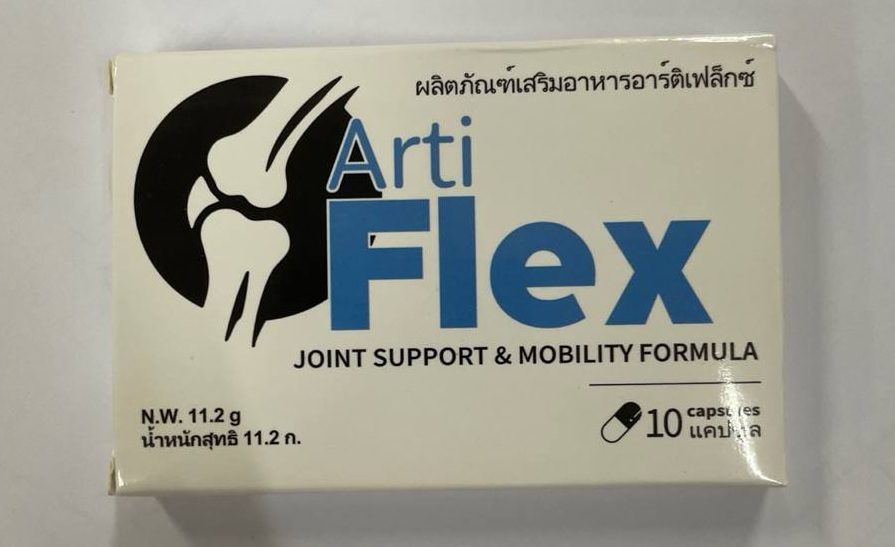 ผลิตภัณฑ์เสริมอาหารอาร์ติเฟล็กซ์
Arti
Flex
JOINT SUPPORT & MOBILITY FORMULA
N.W. 11.2 g
น้ำหนักสุทธิ 11.2 ก.
10 capsules
แคปซูล